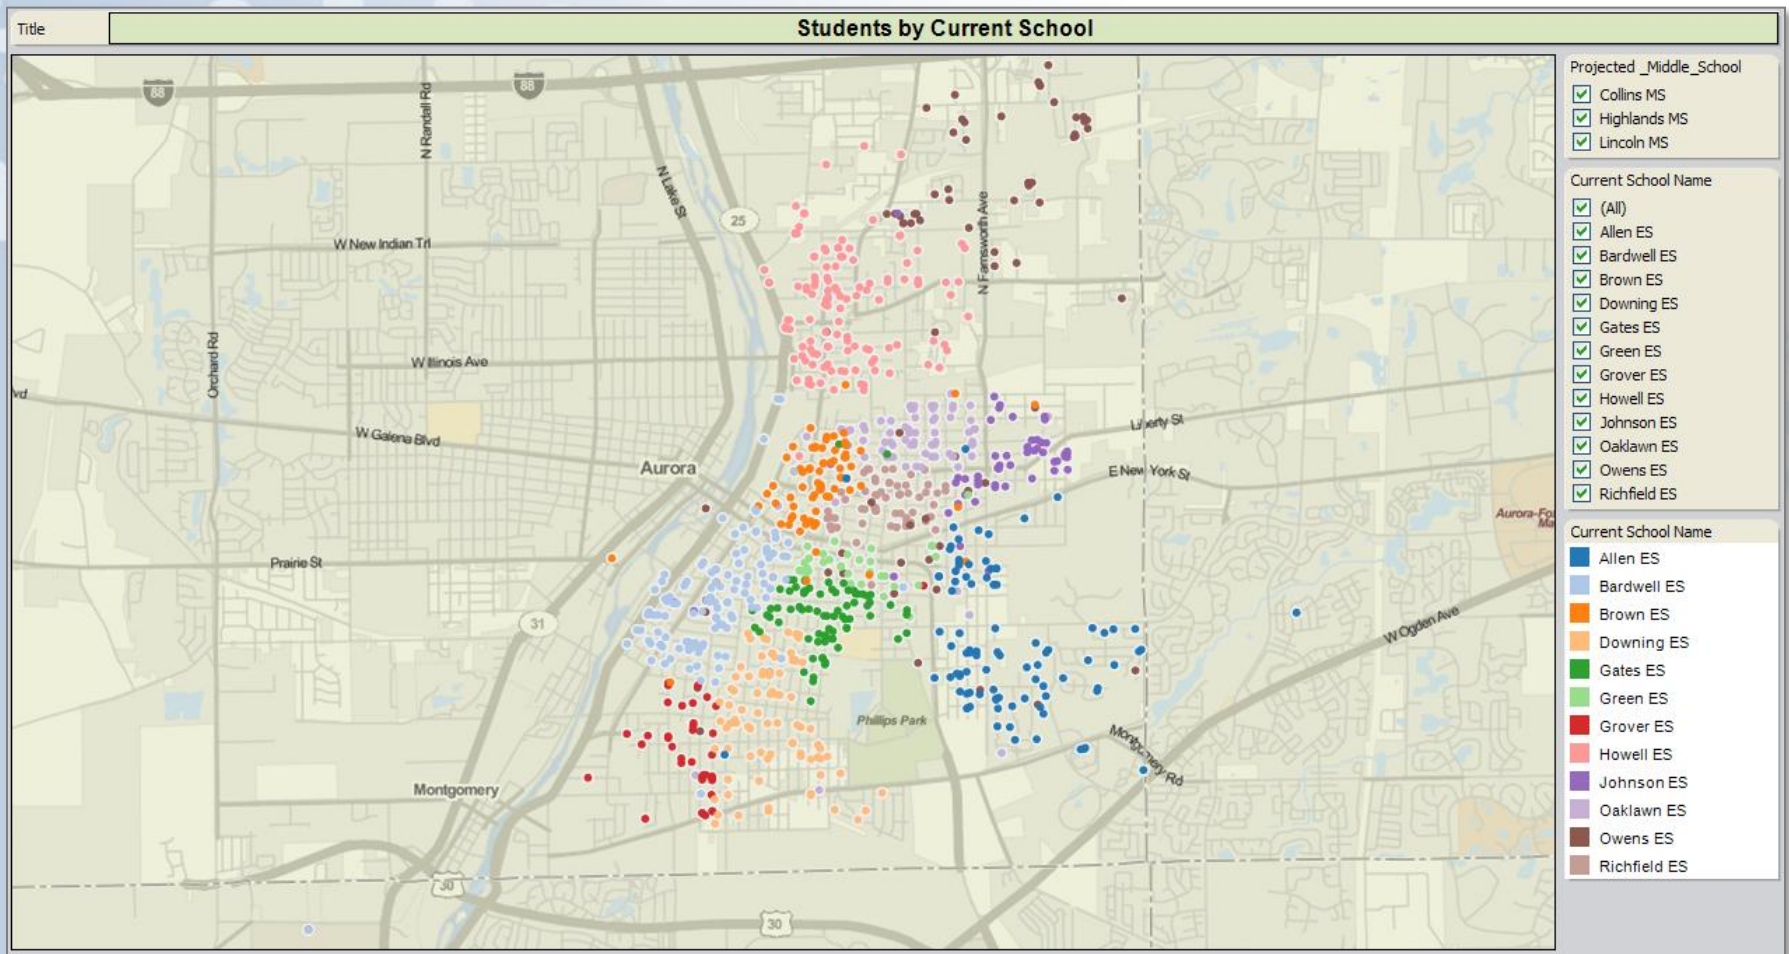 Title
Students by Current School
88
88
N Randall Rd
N Lake St
25
W New Indian Trl
N Farnsworth Ave
Orchard Rd
W Illinois Ave
vd
W Galena Blvd
Liberty St
Aurora
E New York St
Aurora-Fox
Ma
Prairie St
31
W Ogden Ave
Phillips Park
Montgomery Rd
Montgomery
30
30
Projected _Middle_School
Collins MS
Highlands MS
Lincoln MS
Current School Name
(All)
Allen ES
Bardwell ES
Brown ES
Downing ES
Gates ES
Green ES
Grover ES
Howell ES
Johnson ES
Oaklawn ES
Owens ES
Richfield ES
Current School Name
Allen ES
Bardwell ES
Brown ES
Downing ES
Gates ES
Green ES
Grover ES
Howell ES
Johnson ES
Oaklawn ES
Owens ES
Richfield ES